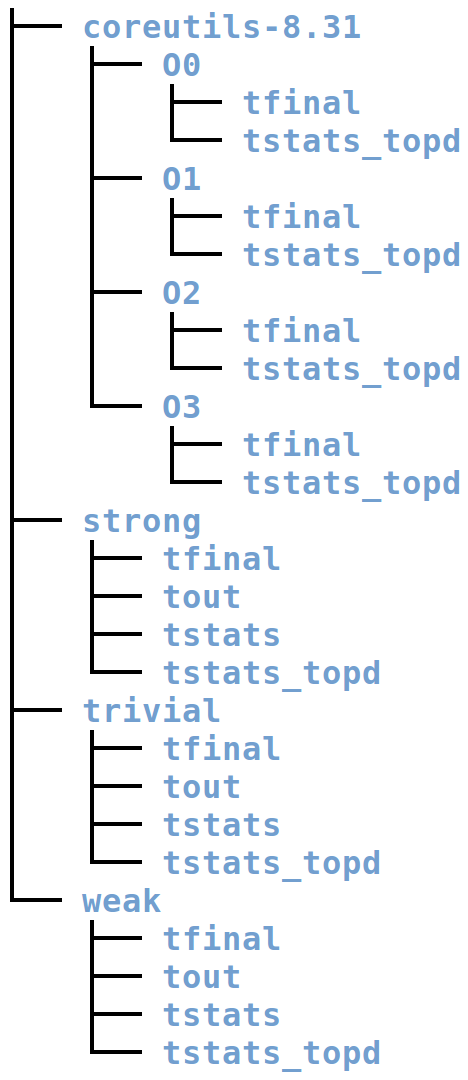 coreutils-8.31
O0
tfinal
tstats_topd
O1
tfinal
tstats_topd
O2
tfinal
tstats_topd
O3
tfinal
tstats_topd
strong
tfinal
tout
tstats
tstats_topd
trivial
tfinal
tout
tstats
tstats_topd
weak
tfinal
tout
tstats
tstats_topd